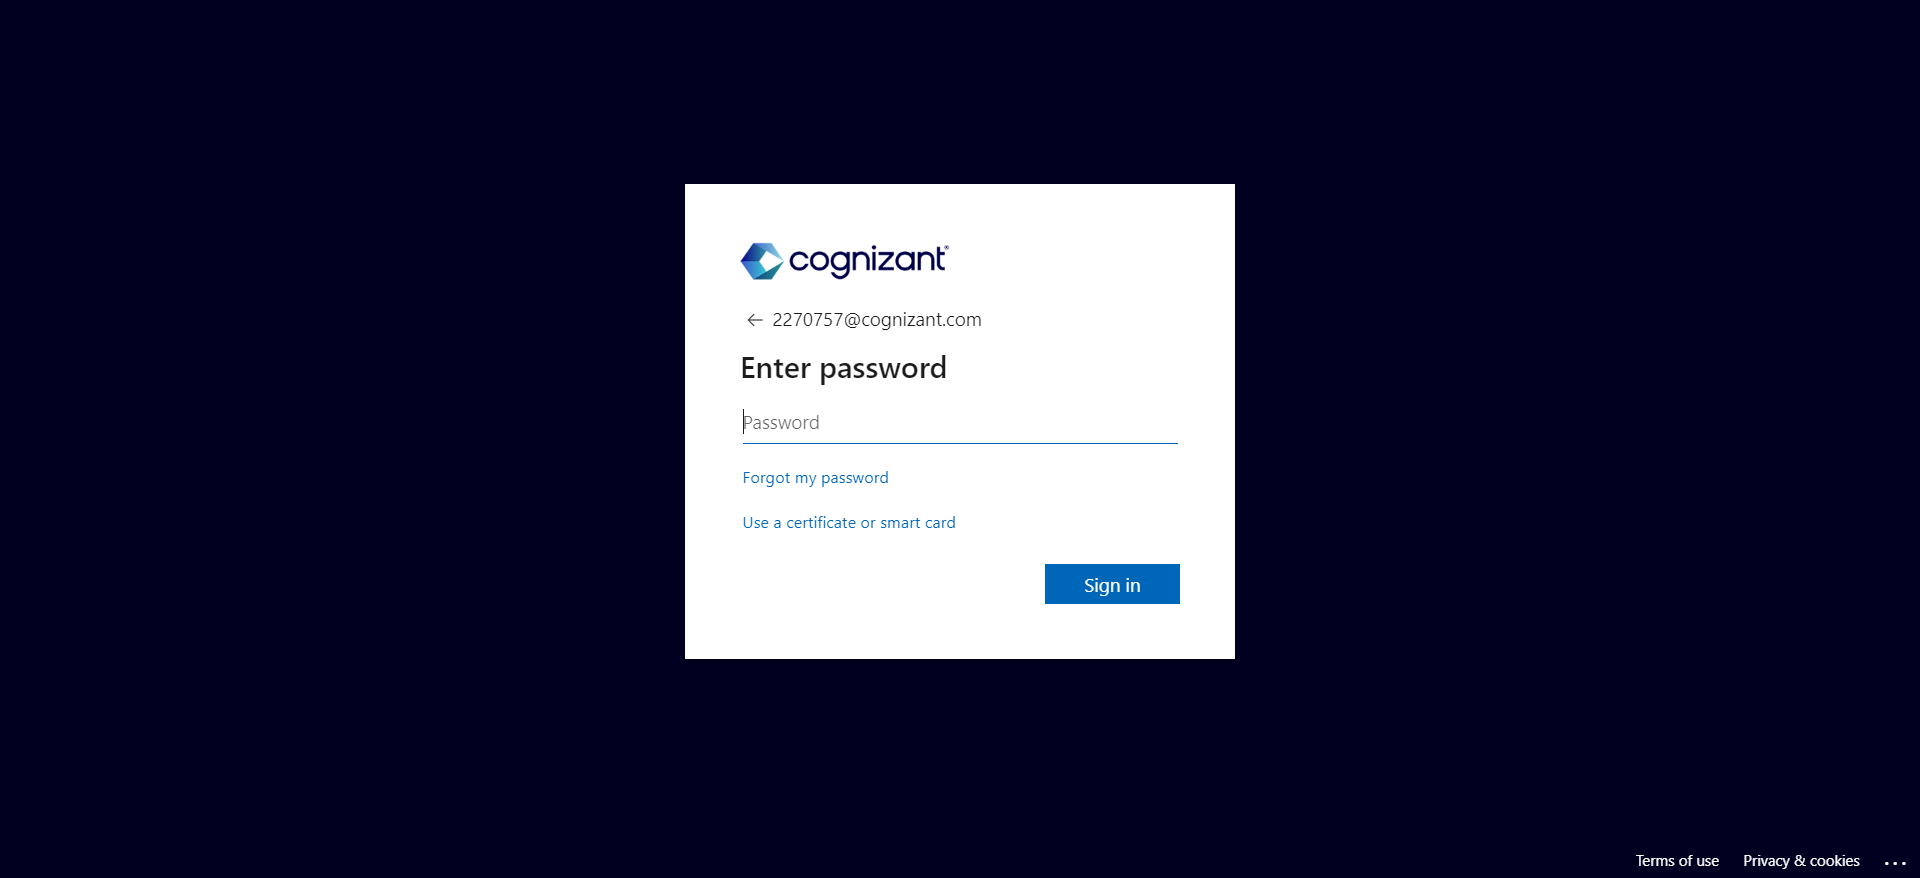 cognizant
2270757@cognizant.com
Enter password
Password
Forgot my password
Use a certificate or smart card
Sign in
Terms of use
Privacy & cookies
...